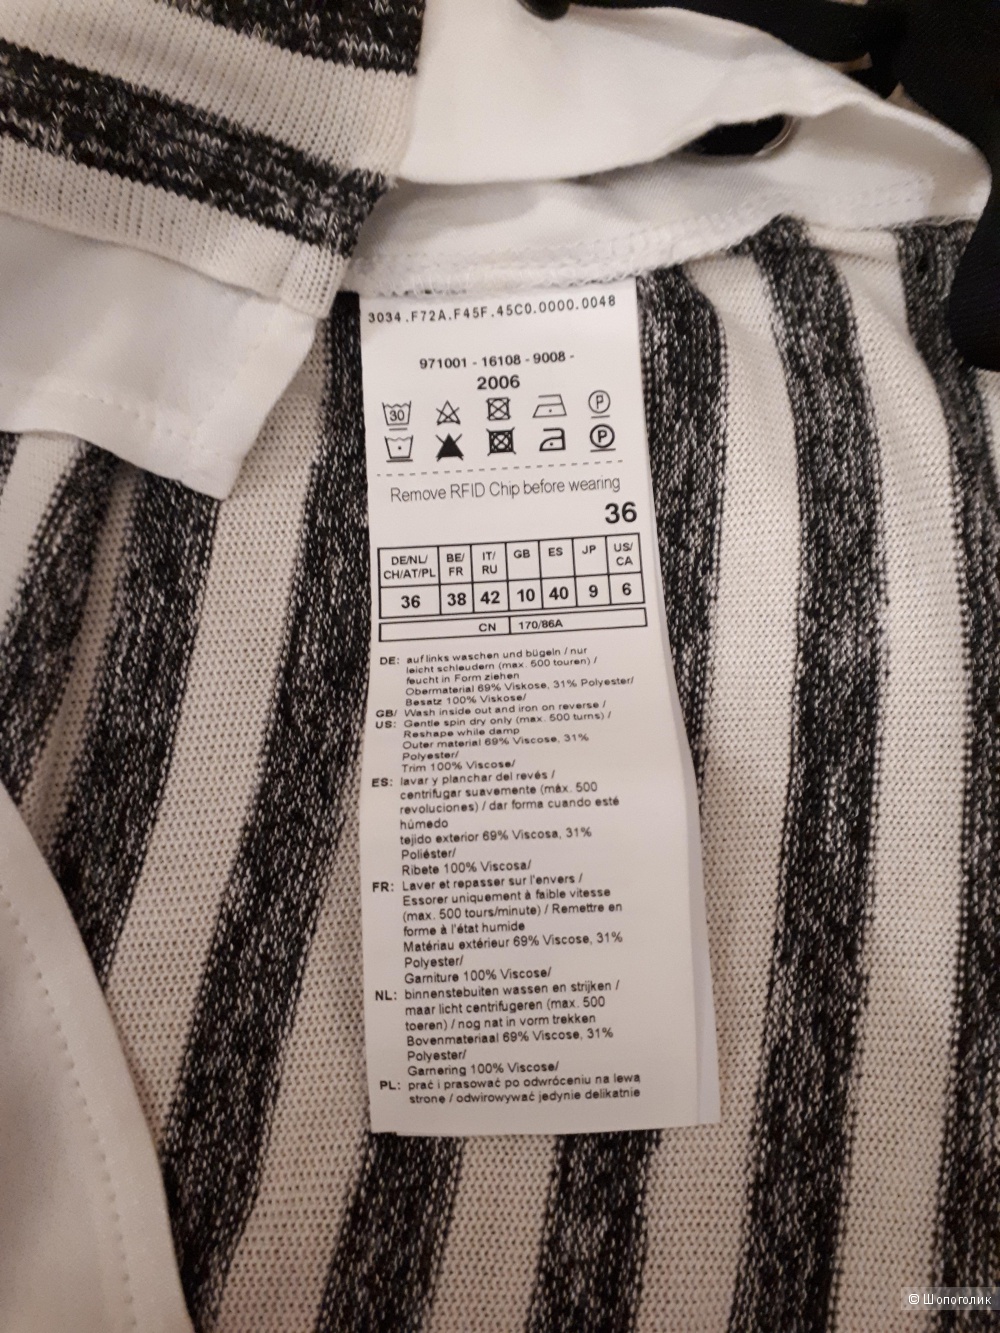 3034.F72A.F45F.45C0.0000.0048
971001 - 16108 - 9008 -
2006
30 P
P
Remove RFID Chip before wearing
36
DE/NL/CH/AT/PL BE/FR IT/RU GB ES JP US/CA
36 38 42 10 40 9 6
CN 170/86A
DE: auf links waschen und bügeln / nur
leicht schleudern (max. 500 touren) /
feucht in Form ziehen
Obermaterial 69% Viskose, 31% Polyester/
Besatz 100% Viskose/
GB/ Wash inside out and iron on reverse /
US: Gentle spin dry only (max. 500 turns) /
Reshape while damp
Outer material 69% Viscose, 31%
Polyester/
Trim 100% Viscose/
ES: lavar y planchar del revés /
centrifugar suavemente (máx. 500
revoluciones) / dar forma cuando esté
húmedo
tejido exterior 69% Viscosa, 31%
Poliéster/
Ribete 100% Viscosa/
FR: Laver et repasser sur l'envers /
Essorer uniquement à faible vitesse
(max. 500 tours/minute) / Remettre en
forme à l'état humide
Matériau extérieur 69% Viscose, 31%
Polyester/
Garniture 100% Viscose/
NL: binnenstebuiten wassen en strijken /
maar licht centrifugeren (max. 500
toeren) / nog nat in vorm trekken
Bovenmateriaal 69% Viscose, 31%
Polyester/
Garnering 100% Viscose/
PL: prać i prasować po odwróceniu na lewą
stronę / odwirowywać jedynie delikatnie
© Шопоголик